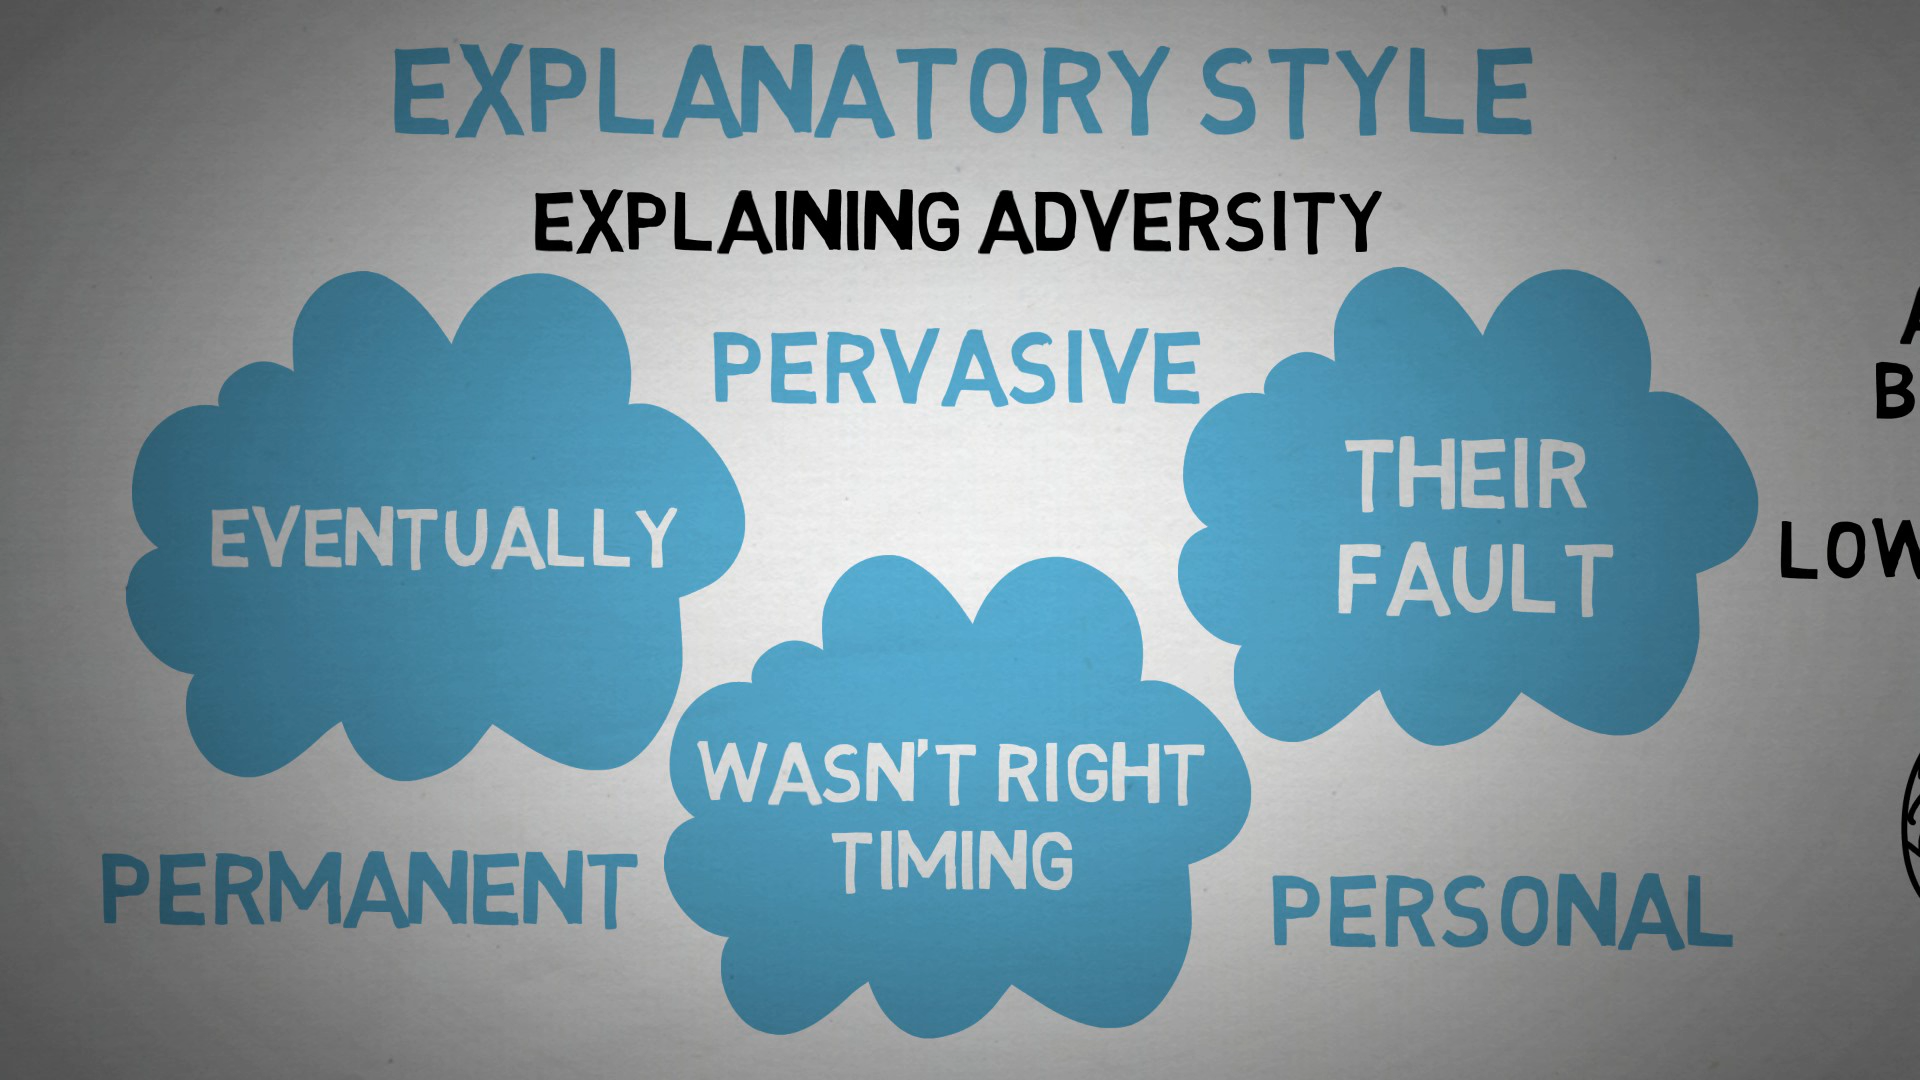 EXPLANATORY STYLE
EXPLAINING ADVERSITY
PERVASIVE
EVENTUALLY
THEIR
FAULT
WASN'T RIGHT
TIMING
PERMANENT
PERSONAL